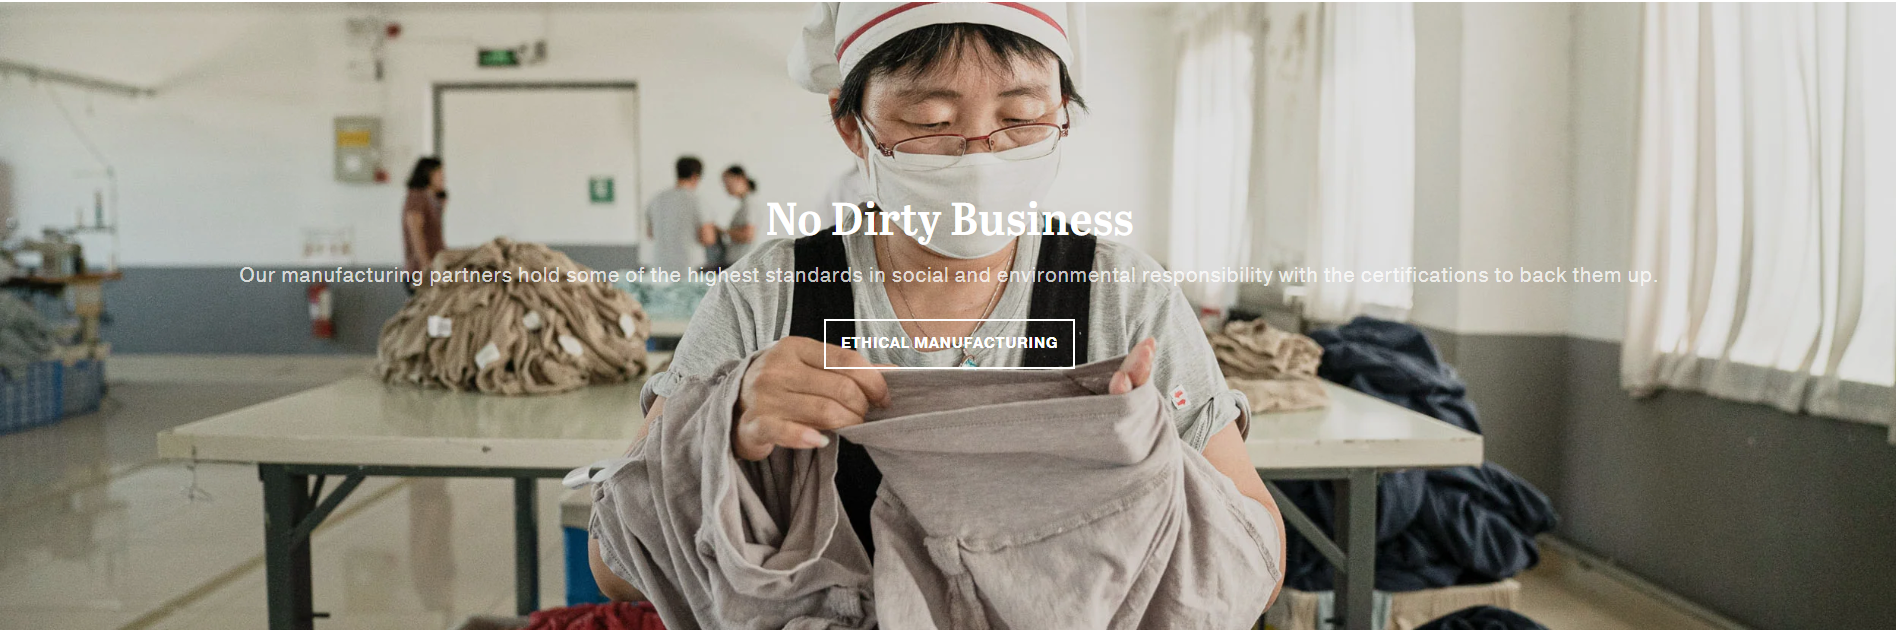 No Dirty Business
Our manufacturing partners hold some of the highest standards in social and environmental responsibility with the certifications to back them up.
ETHICAL MANUFACTURING